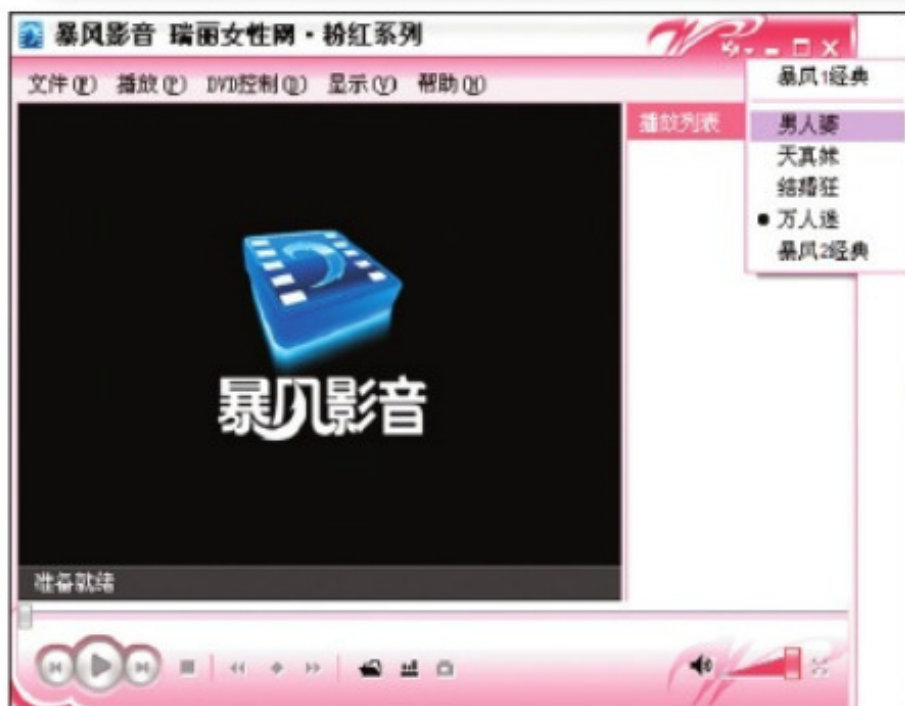 暴风影音 瑞丽女性网·粉红系列
文件(F) 播放(P) DVD控制(D) 显示(V) 帮助(H)
播放列表
暴风1经典
男人婆
天真妹
结婚狂
万人迷
暴风2经典
暴风影音
准备就绪